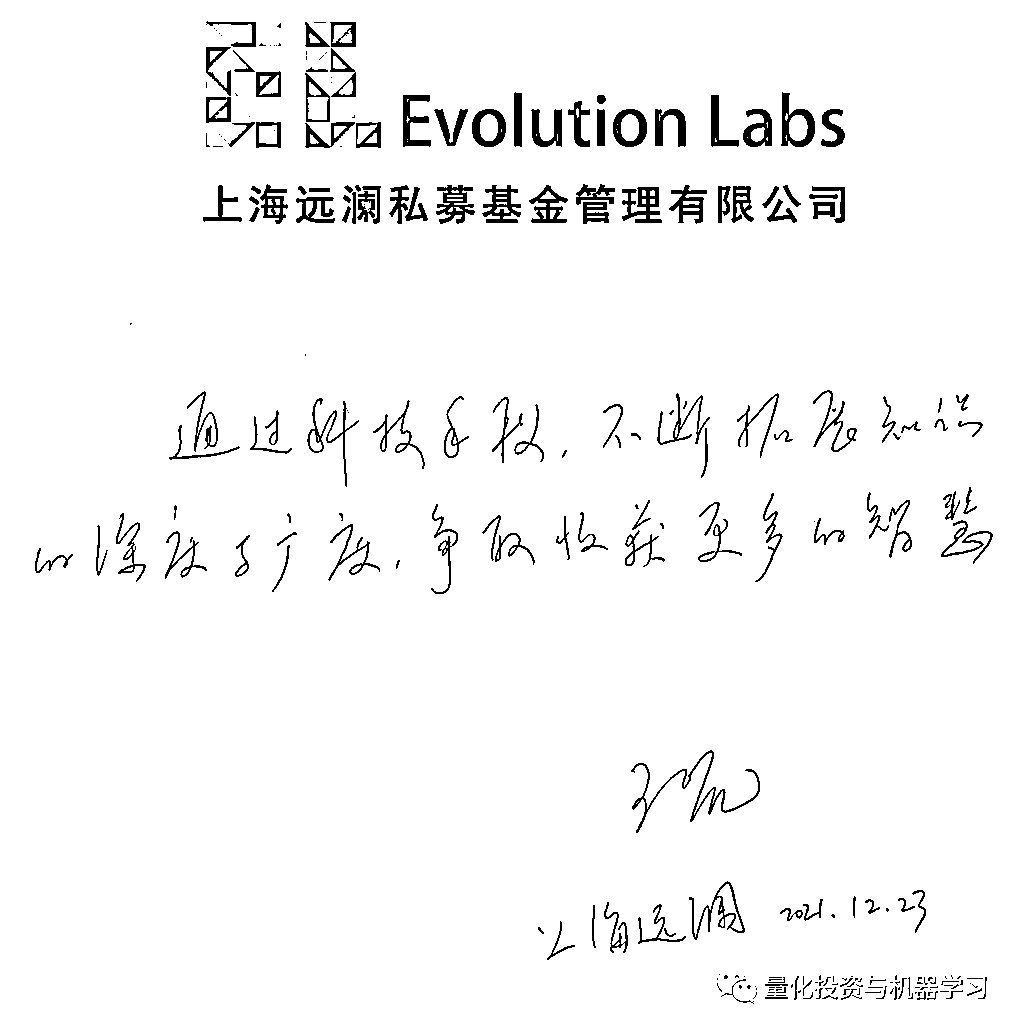 Evolution Labs
上海远澜私募基金管理有限公司
通过科技手段，不断拓展知识
的深度与广度，争取收获更多的智慧
上海远澜 2021.12.23
量化投资与机器学习